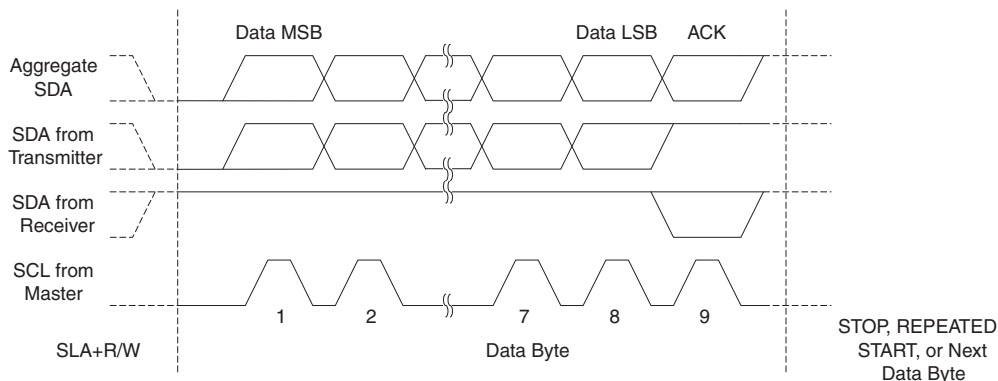 Data MSB
Data LSB
ACK
Aggregate
SDA
SDA from
Transmitter
SDA from
Receiver
SCL from
Master
1
2
7
8
9
SLA+R/W
Data Byte
STOP, REPEATED
START, or Next
Data Byte